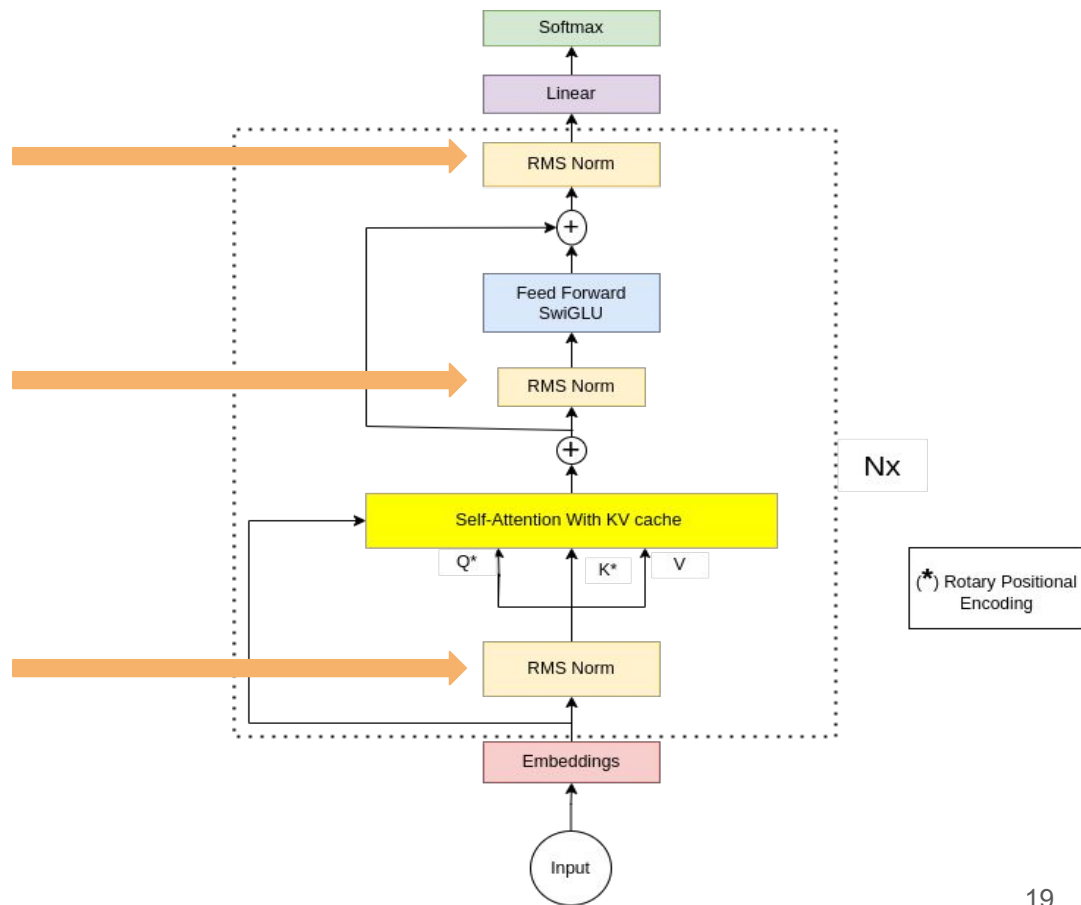 Softmax
Linear
RMS Norm
+
Feed Forward
SwiGLU
RMS Norm
+
Nx
Self-Attention With KV cache
Q*
K*
V
(*) Rotary Positional
Encoding
RMS Norm
Embeddings
Input
19